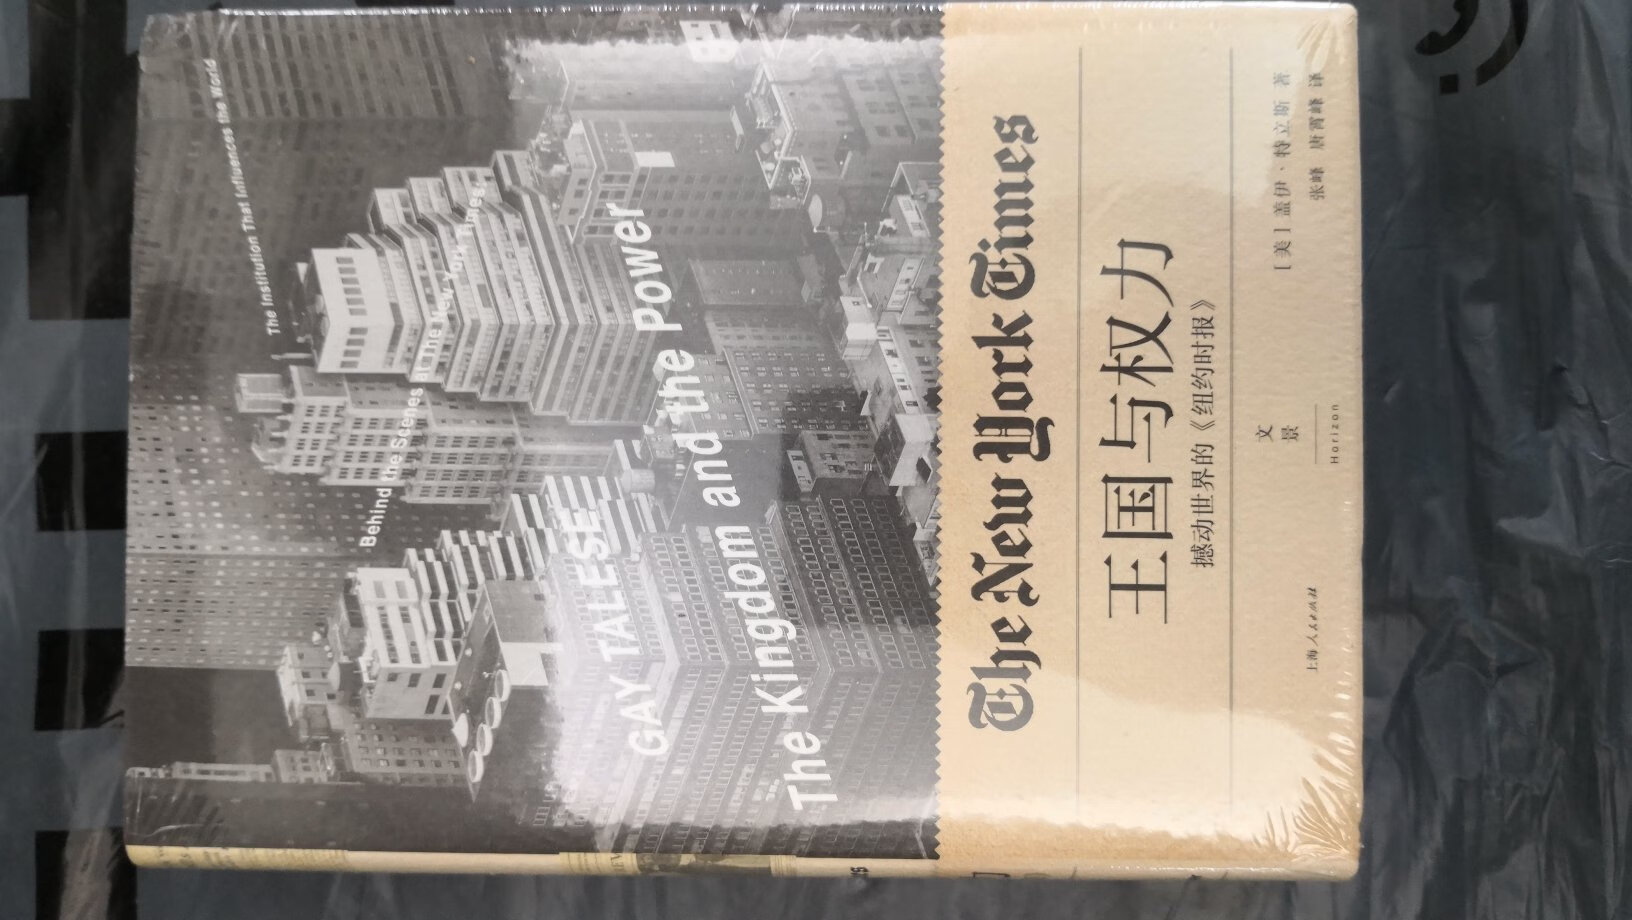 The Institution That Influences the World
Behind the Scenes at The New York Times
GAY TALESE
The Kingdom and the Power
The New York Times
王国与权力
撼动世界的《纽约时报》
[美] 盖伊·特立斯 著
张峰 唐霄峰 译
文景
Horizon
上海人民出版社